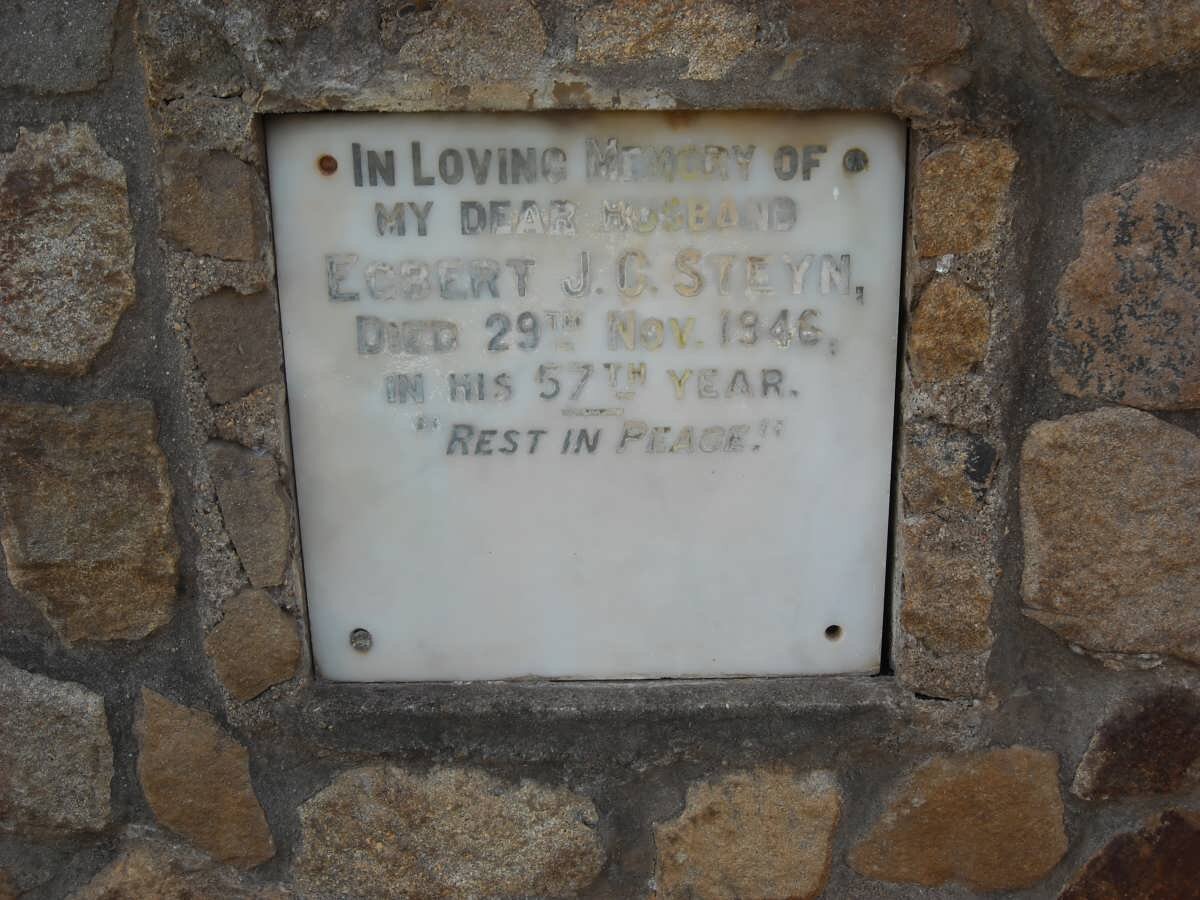 In Loving Memory of
my dear husband
Egbert J. C. Steyn,
Died 29th Nov. 1946,
in his 57th year.
"Rest in Peace."